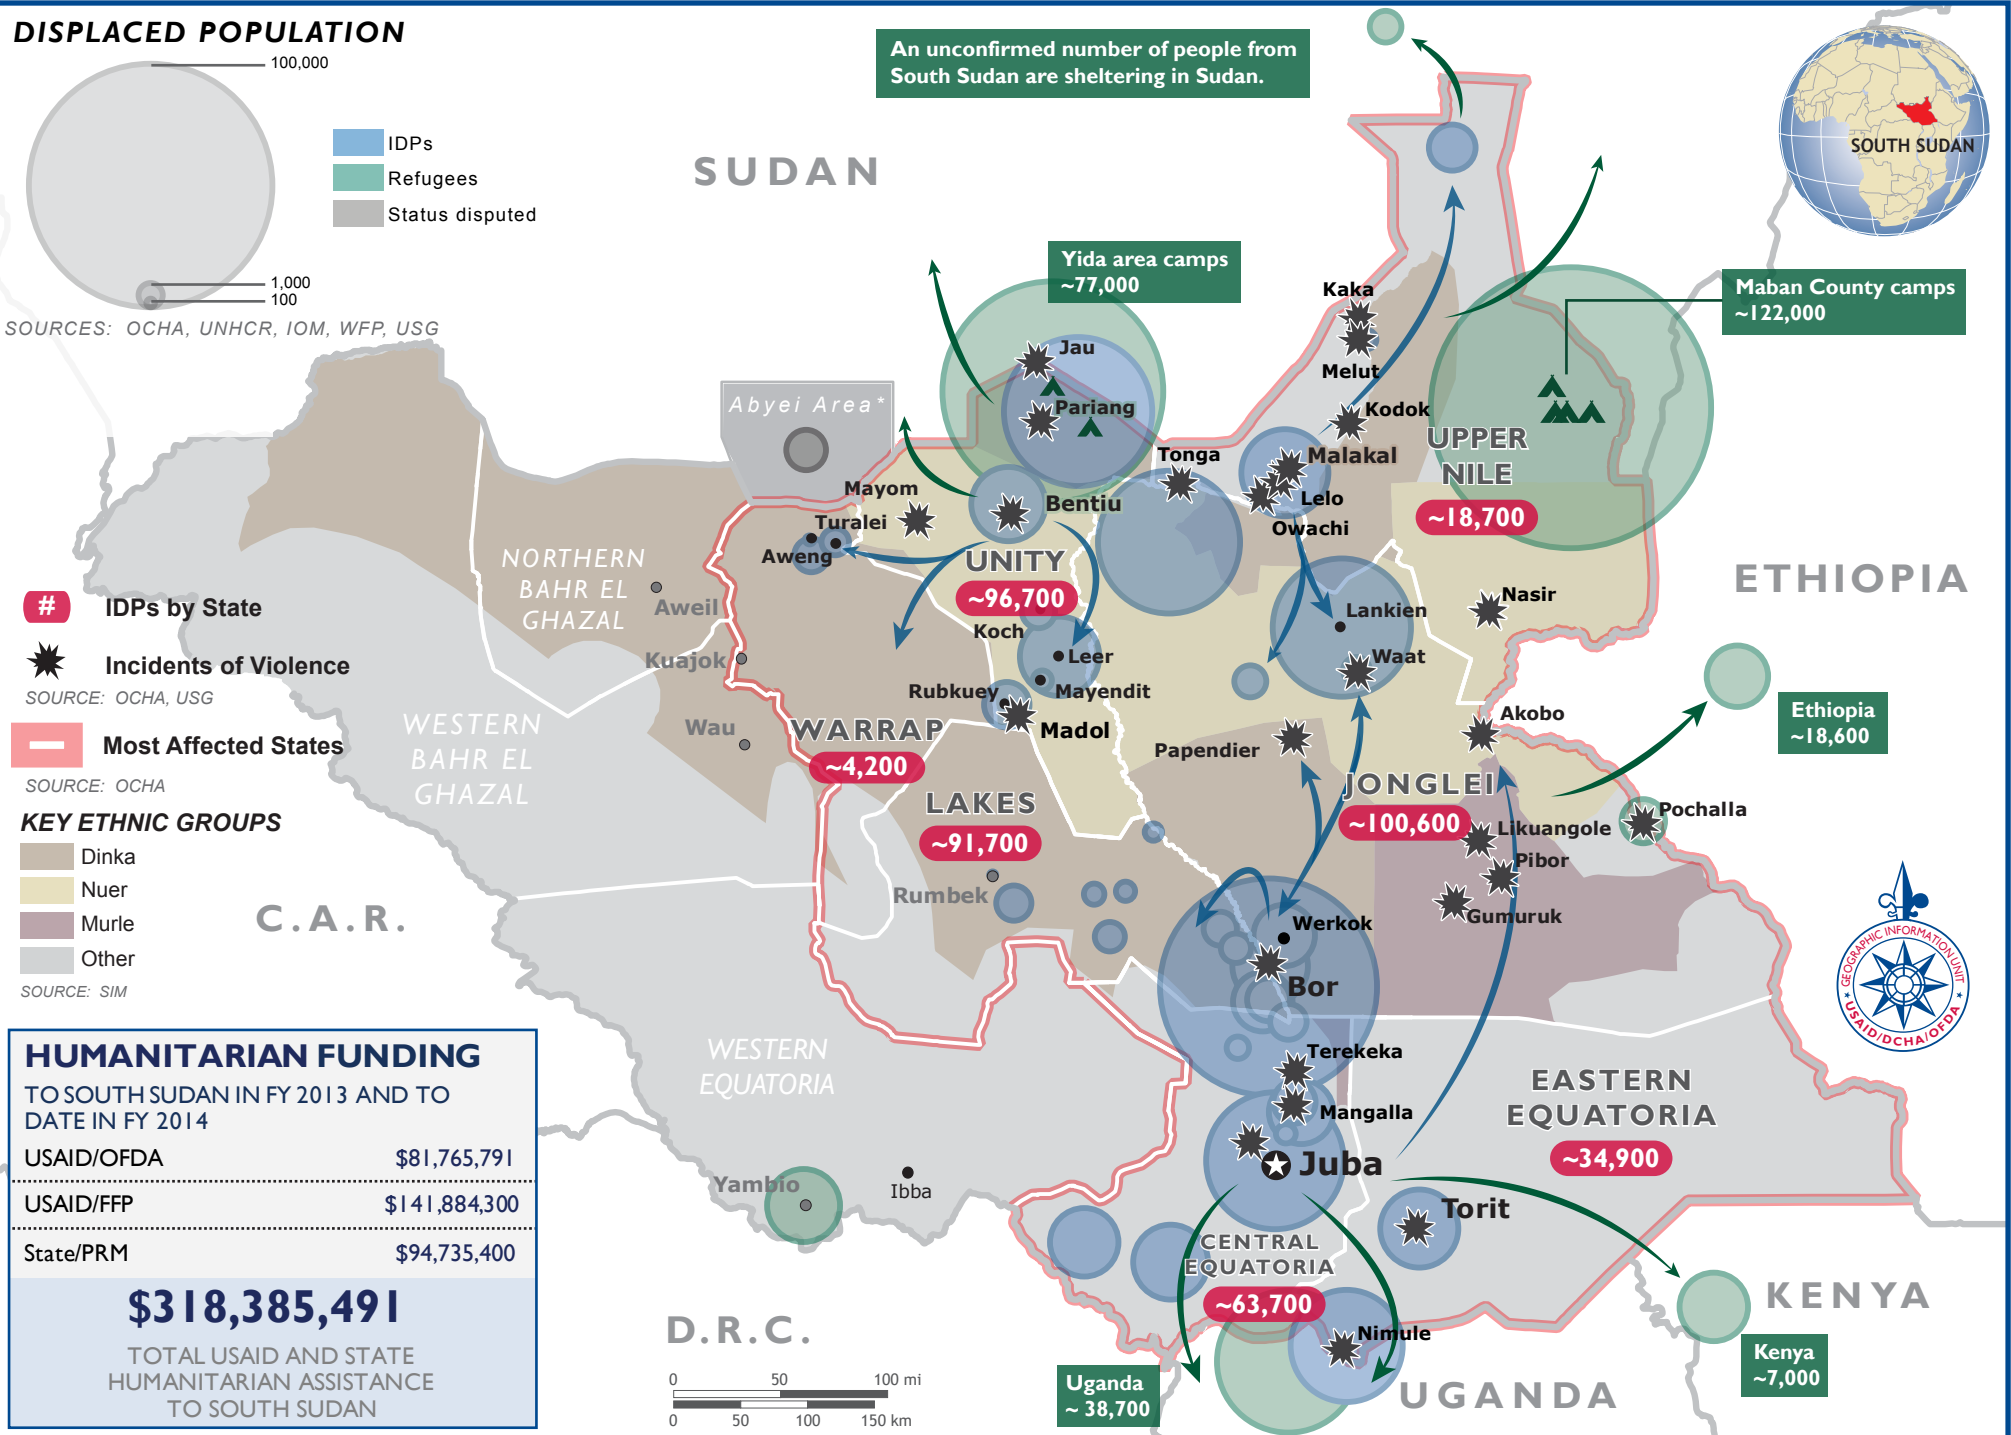 DISPLACED POPULATION
100,000
1,000
100
IDPs
Refugees
Status disputed
SOURCES: OCHA, UNHCR, IOM, WFP, USG
An unconfirmed number of people from
South Sudan are sheltering in Sudan.
SOUTH SUDAN
SUDAN
Yida area camps
~77,000
Maban County camps
~122,000
Kaka
Melut
Jau
Pariang
Kodok
Abyei Area*
UPPER
NILE
~18,700
Tonga
Malakal
Lelo
Owachi
Mayom
Bentiu
Turalei
Aweng
NORTHERN
BAHR EL
GHAZAL
Aweil
UNITY
~96,700
ETHIOPIA
Nasir
Lankien
Koch
Leer
Waat
Kuajok
Rubkuey
Mayendit
Madol
# IDPs by State
Incidents of Violence
SOURCE: OCHA, USG
Most Affected States
SOURCE: OCHA
WESTERN
BAHR EL
GHAZAL
Wau
WARRAP
~4,200
Papendier
Akobo
Ethiopia
~18,600
JONGLEI
~100,600
LAKES
~91,700
Likuangole
Pochalla
Pibor
Gumuruk
Rumbek
Werkok
Bor
KEY ETHNIC GROUPS
Dinka
Nuer
Murle
Other
SOURCE: SIM
C.A.R.
GEOGRAPHIC INFORMATION UNIT
USAID/DCHA/OFDA
HUMANITARIAN FUNDING
TO SOUTH SUDAN IN FY 2013 AND TO
DATE IN FY 2014
USAID/OFDA $81,765,791
USAID/FFP $141,884,300
State/PRM $94,735,400
$318,385,491
TOTAL USAID AND STATE
HUMANITARIAN ASSISTANCE
TO SOUTH SUDAN
WESTERN
EQUATORIA
Terekeka
Mangalla
Juba
EASTERN
EQUATORIA
~34,900
Yambio
Ibba
Torit
CENTRAL
EQUATORIA
~63,700
Nimule
D.R.C.
0 50 100 mi
0 50 100 150 km
Uganda
~ 38,700
UGANDA
KENYA
Kenya
~7,000